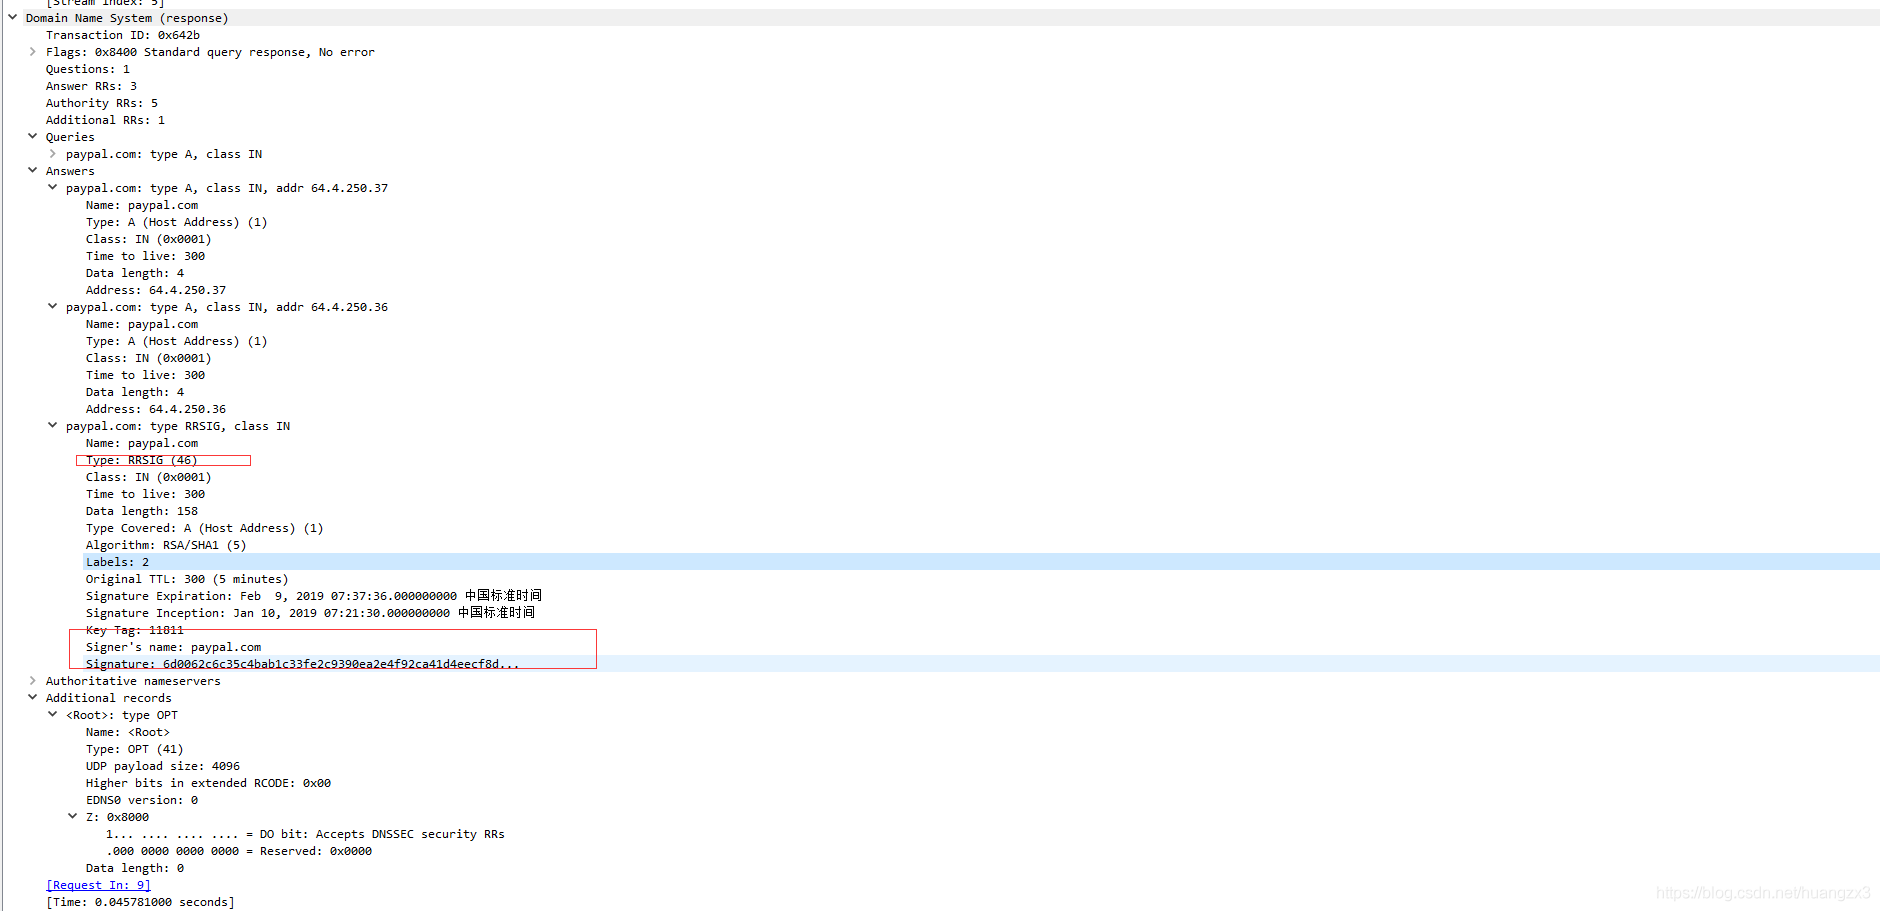 [Stream index: 5]
Domain Name System (response)
Transaction ID: 0x642b
Flags: 0x8400 Standard query response, No error
Questions: 1
Answer RRs: 3
Authority RRs: 5
Additional RRs: 1
Queries
paypal.com: type A, class IN
Answers
paypal.com: type A, class IN, addr 64.4.250.37
Name: paypal.com
Type: A (Host Address) (1)
Class: IN (0x0001)
Time to live: 300
Data length: 4
Address: 64.4.250.37
paypal.com: type A, class IN, addr 64.4.250.36
Name: paypal.com
Type: A (Host Address) (1)
Class: IN (0x0001)
Time to live: 300
Data length: 4
Address: 64.4.250.36
paypal.com: type RRSIG, class IN
Name: paypal.com
Type: RRSIG (46)
Class: IN (0x0001)
Time to live: 300
Data length: 158
Type Covered: A (Host Address) (1)
Algorithm: RSA/SHA1 (5)
Labels: 2
Original TTL: 300 (5 minutes)
Signature Expiration: Feb  9, 2019 07:37:36.000000000 中国标准时间
Signature Inception: Jan 10, 2019 07:21:30.000000000 中国标准时间
Key Tag: 11811
Signer's name: paypal.com
Signature: 6d0062c6c35c4bab1c33fe2c9390ea2e4f92ca41d4eecf8d...
Authoritative nameservers
Additional records
<Root>: type OPT
Name: <Root>
Type: OPT (41)
UDP payload size: 4096
Higher bits in extended RCODE: 0x00
EDNS0 version: 0
Z: 0x8000
1... .... .... .... = DO bit: Accepts DNSSEC security RRs
.000 0000 0000 0000 = Reserved: 0x0000
Data length: 0
[Request In: 9]
[Time: 0.045781000 seconds]
https://blog.csdn.net/huangzx3